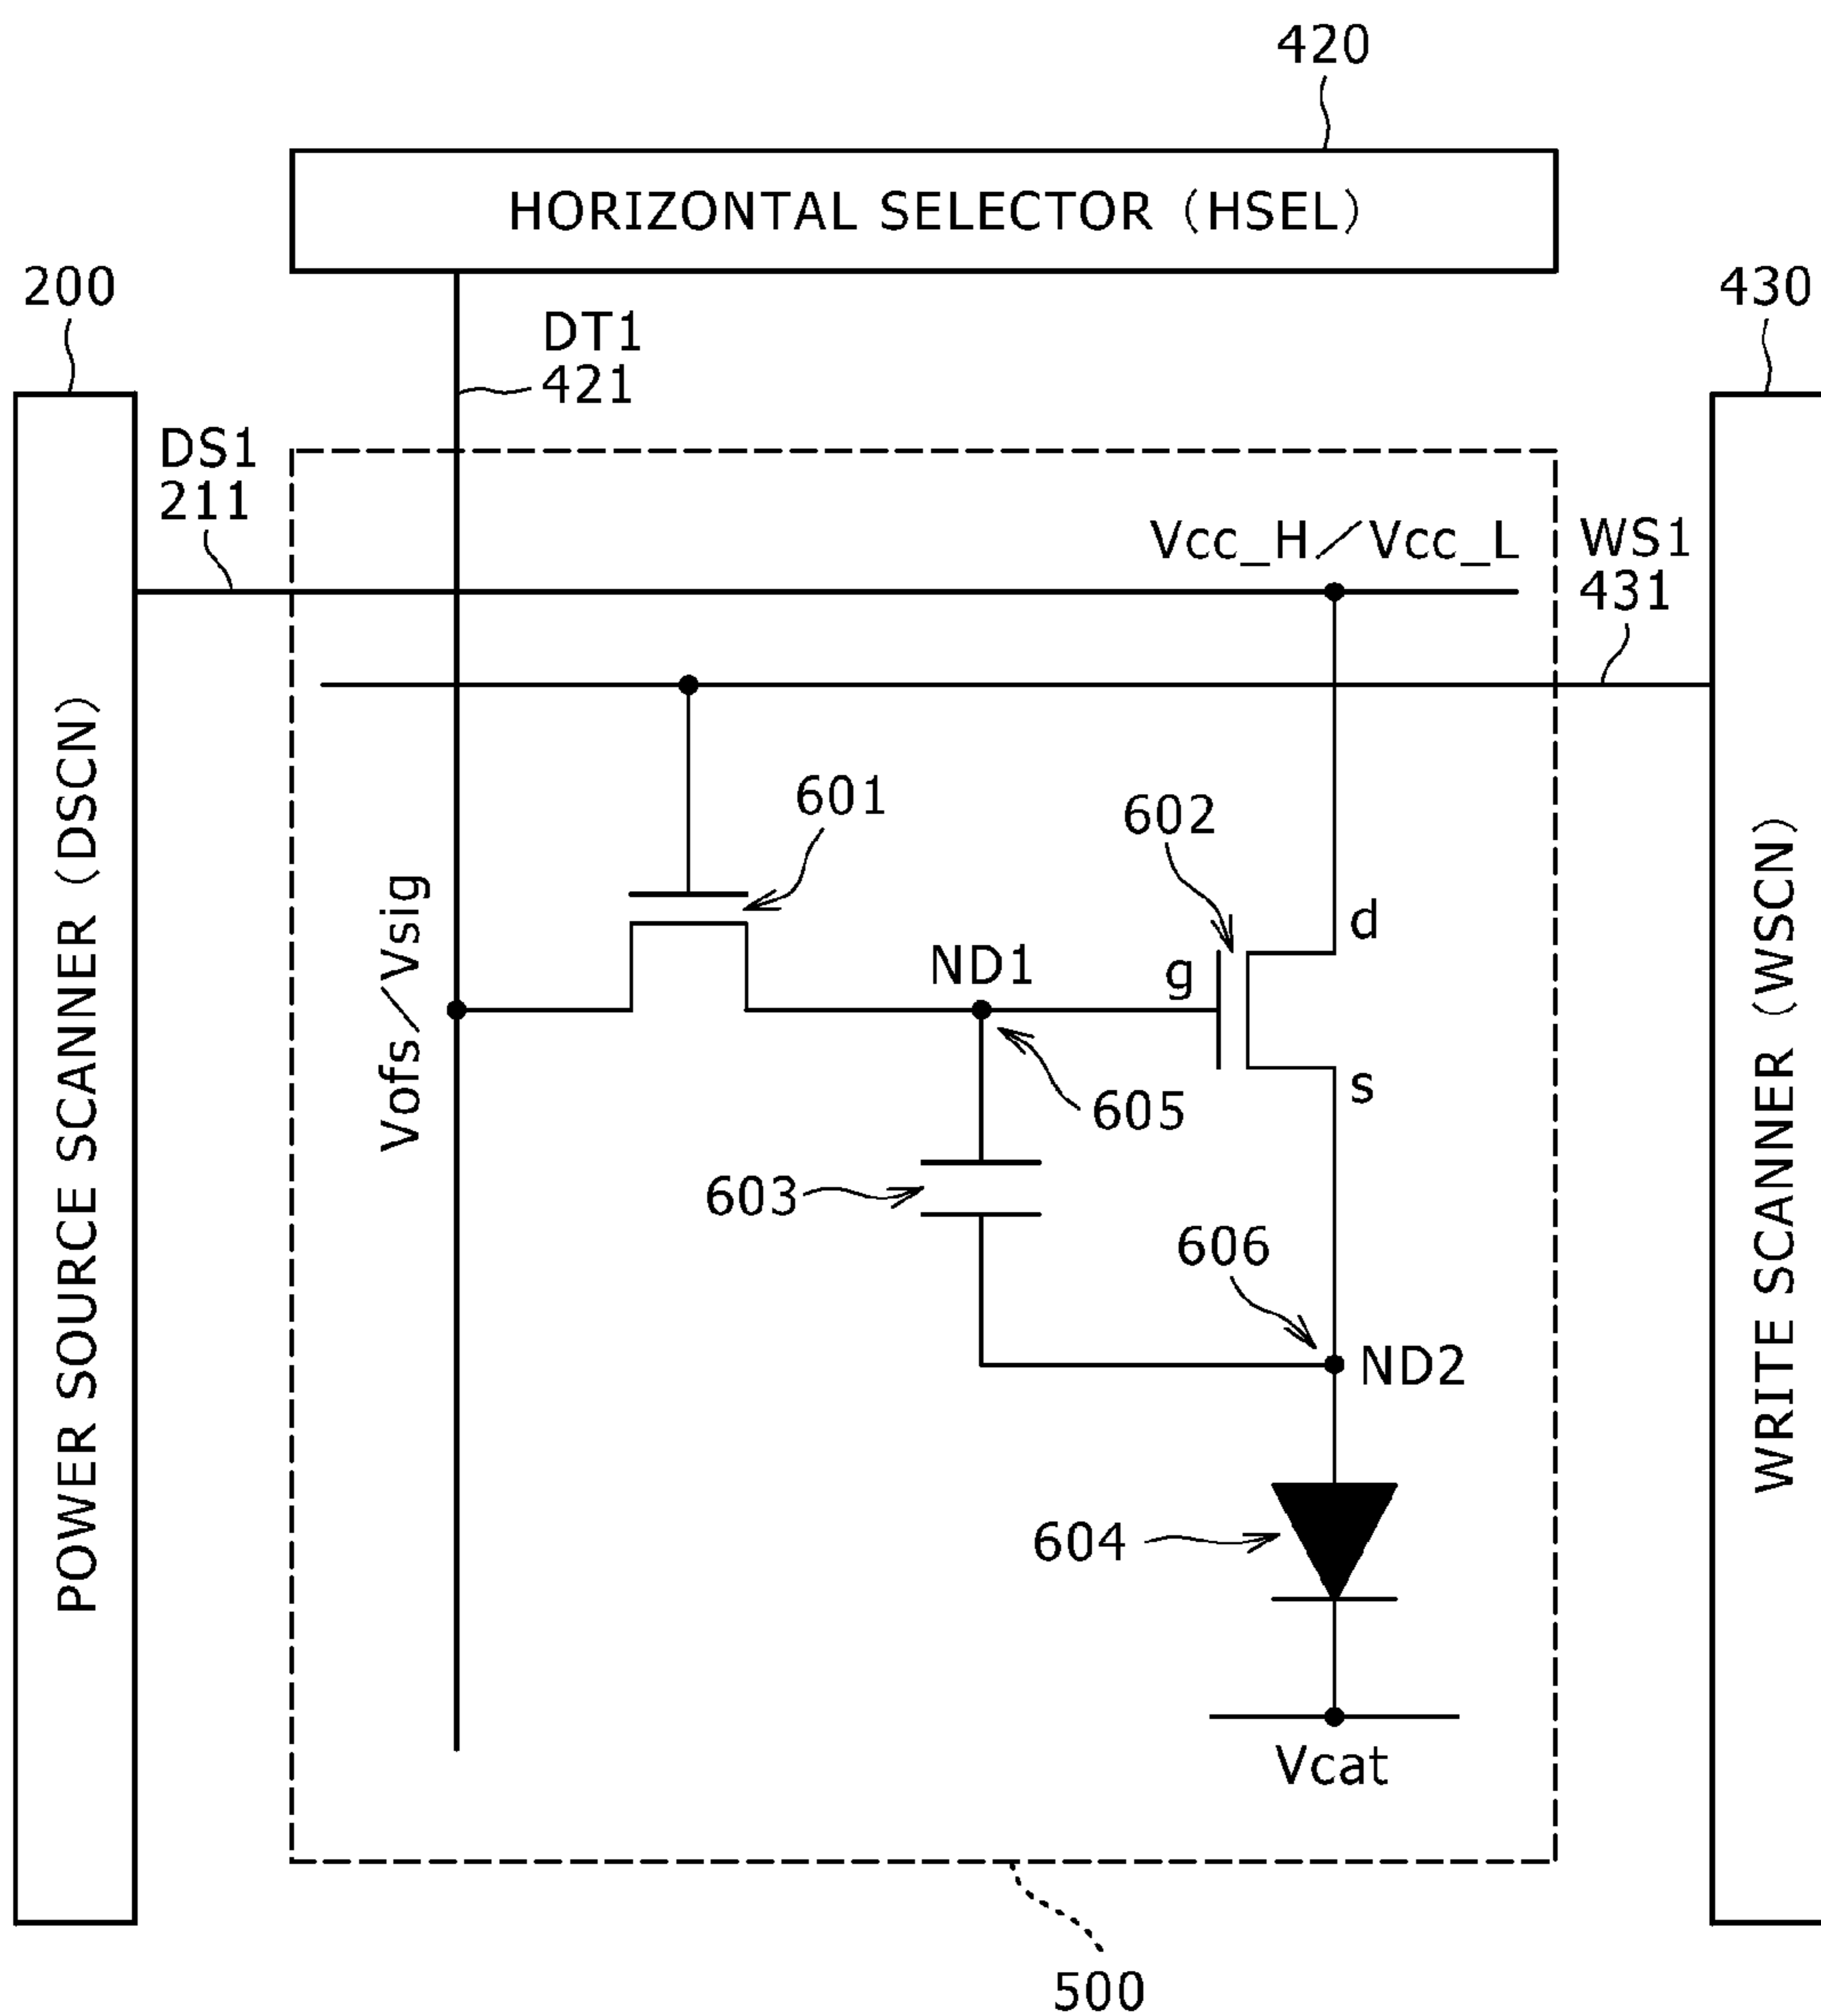 420
HORIZONTAL SELECTOR (HSEL)
200
430
DT1
421
DS1
211
Vcc_H/Vcc_L
WS1
431
POWER SOURCE SCANNER (DSCN)
WRITE SCANNER (WSCN)
601
602
Vofs/Vsig
d
ND1
g
s
605
603
606
ND2
604
Vcat
500